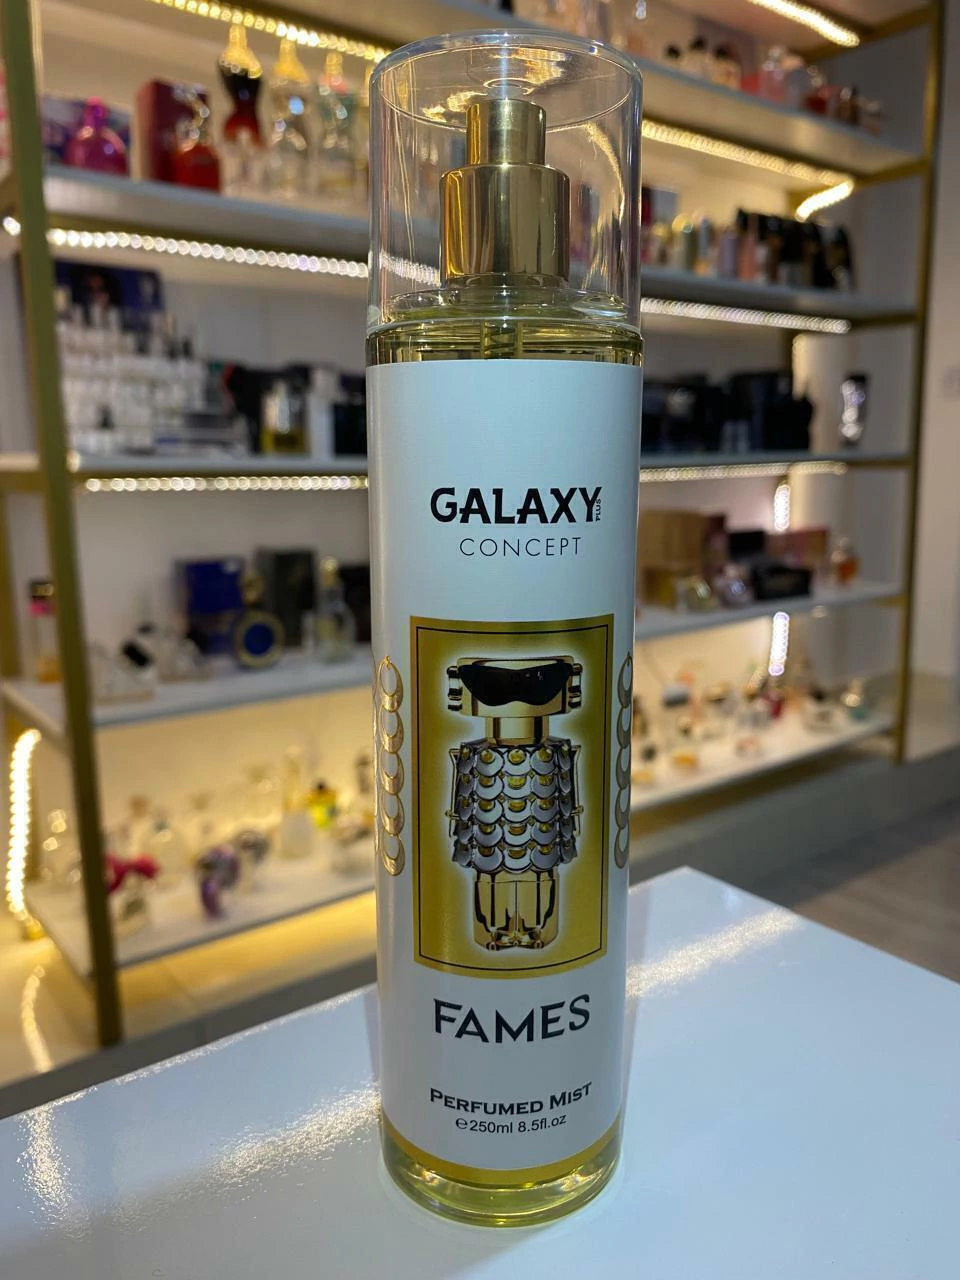 GALAXY PLUS
CONCEPT
FAMES
PERFUMED MIST
℮250ml 8.5fl.oz